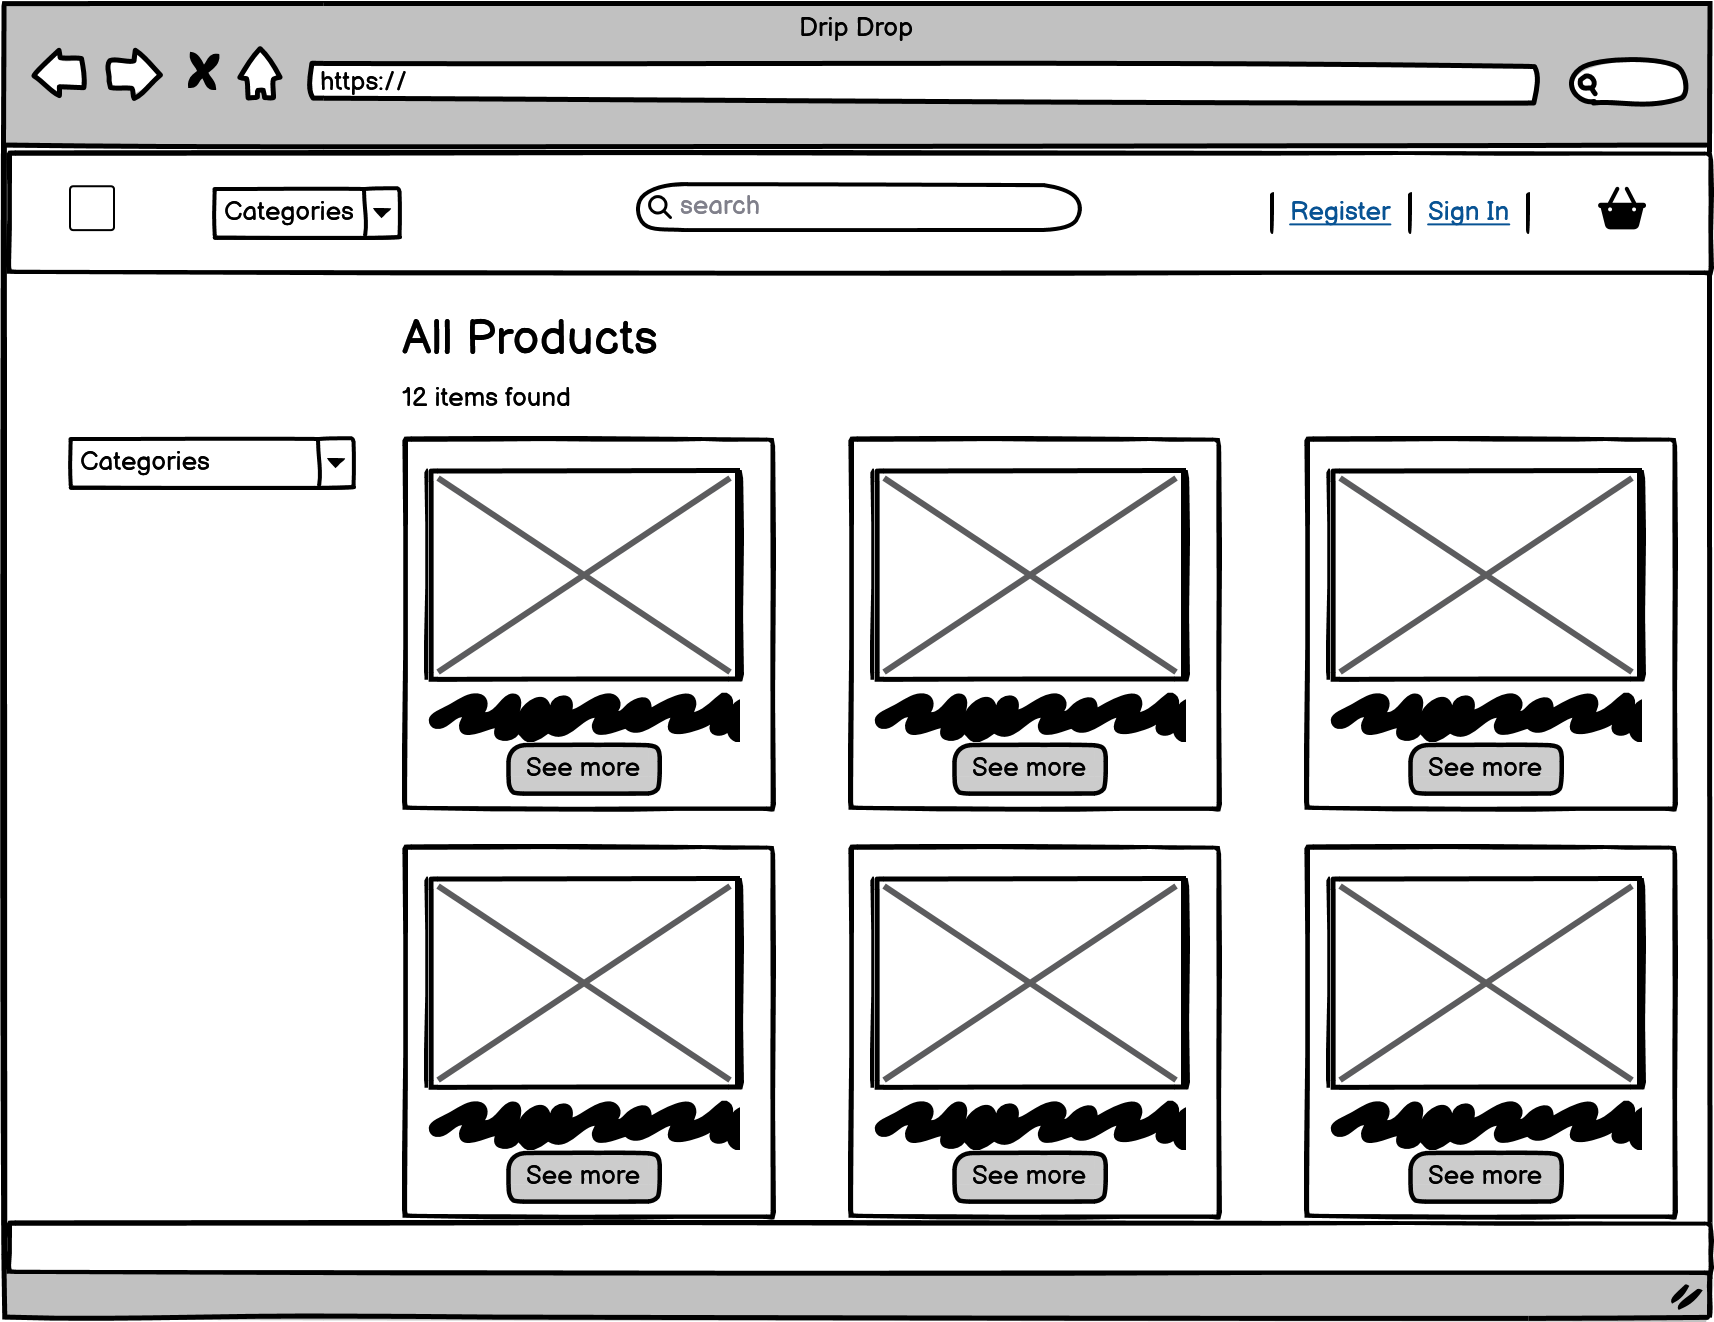 Drip Drop
https://
Categories
search
Register
Sign In
All Products
12 items found
Categories
See more
See more
See more
See more
See more
See more